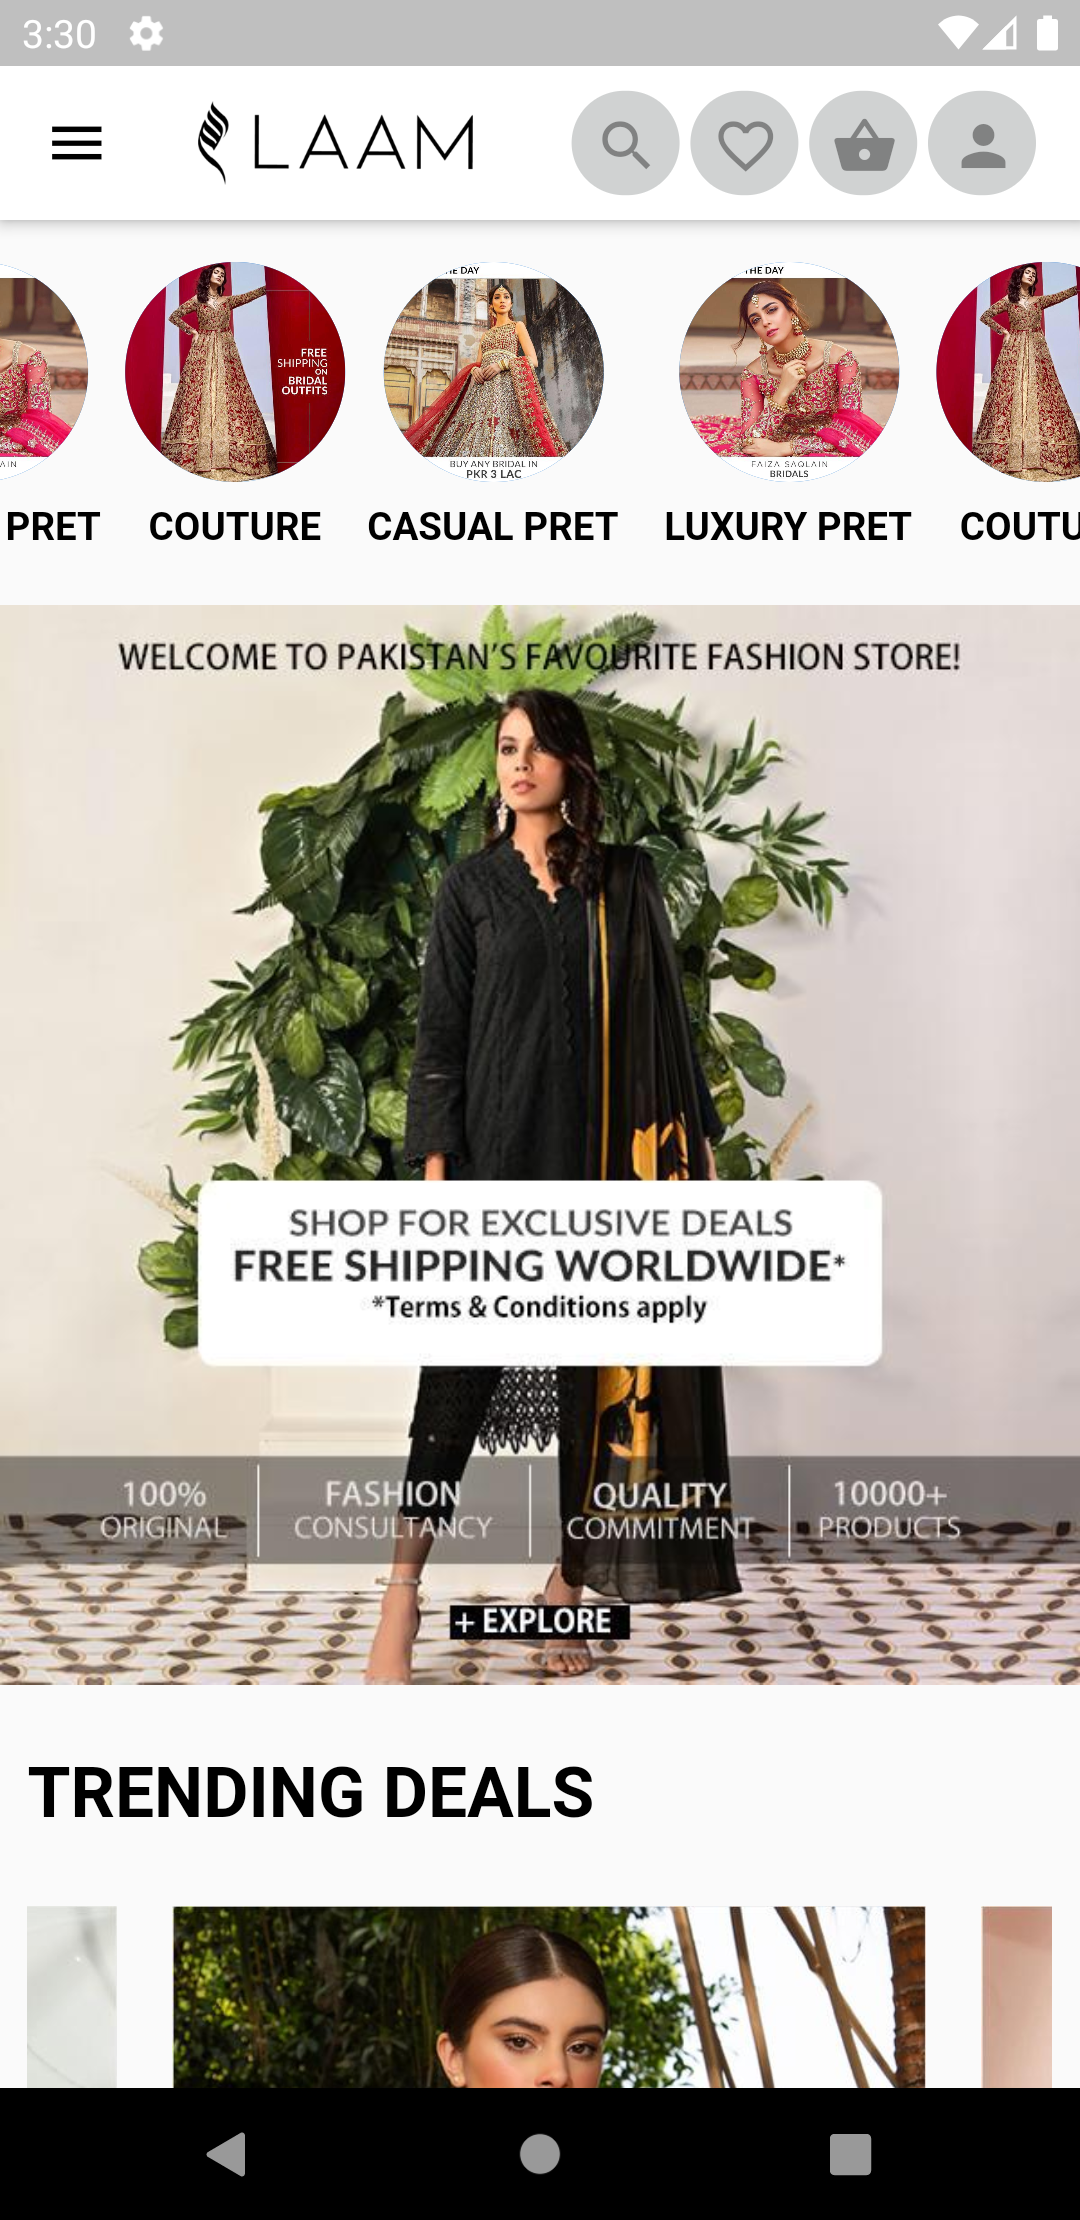 3:30
LAAM
THE DAY
THE DAY
FREE
SHIPPING
ON
BRIDAL
OUTFITS
BUY ANY BRIDAL IN
PKR 3 LAC
FAIZA SAQLAIN
BRIDALS
PRET
COUTURE
CASUAL PRET
LUXURY PRET
COUTU
WELCOME TO PAKISTAN'S FAVOURITE FASHION STORE!
SHOP FOR EXCLUSIVE DEALS
FREE SHIPPING WORLDWIDE*
*Terms & Conditions apply
100% ORIGINAL
FASHION CONSULTANCY
QUALITY COMMITMENT
10000+ PRODUCTS
+ EXPLORE
TRENDING DEALS